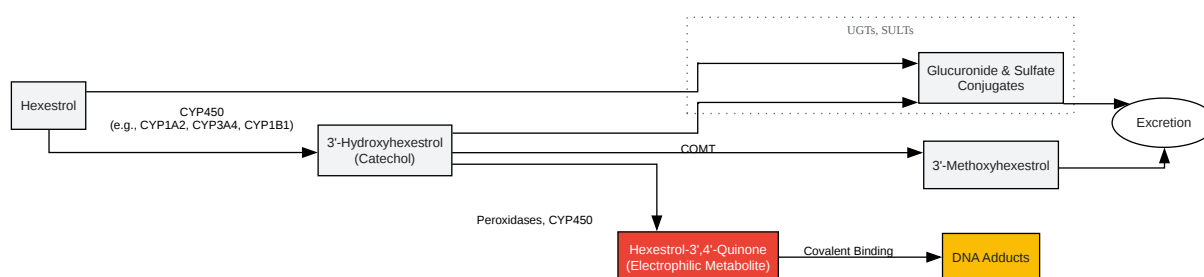 UGTs, SULTs
Glucuronide & Sulfate
Conjugates
Hexestrol
CYP450
(e.g., CYP1A2, CYP3A4, CYP1B1)
Excretion
3'-Hydroxyhexestrol
(Catechol)
COMT
3'-Methoxyhexestrol
Peroxidases, CYP450
Hexestrol-3',4'-Quinone
(Electrophilic Metabolite)
Covalent Binding
DNA Adducts